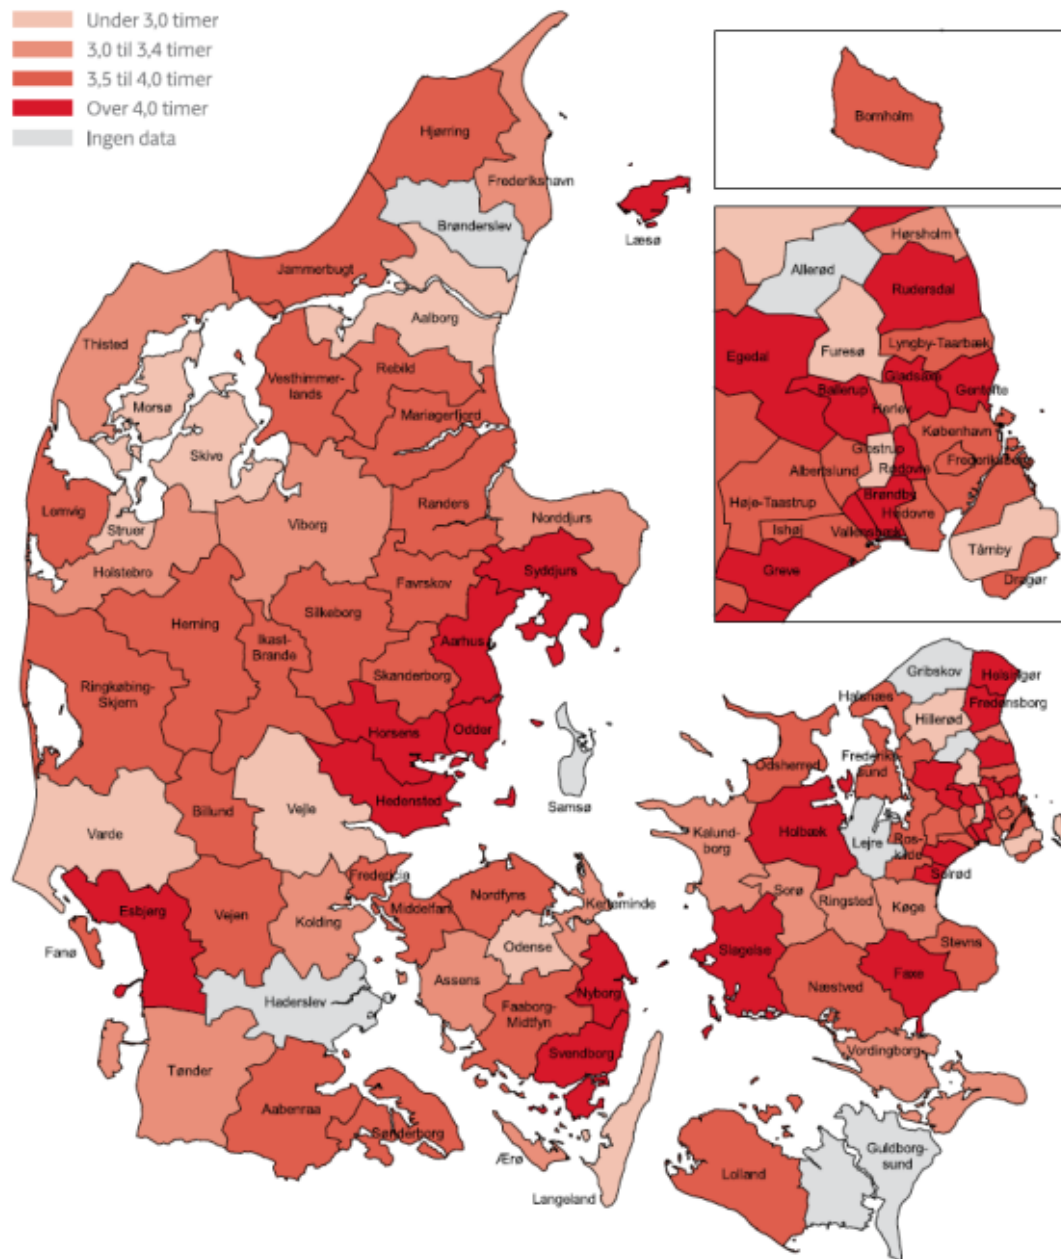 Under 3,0 timer
3,0 til 3,4 timer
3,5 til 4,0 timer
Over 4,0 timer
Ingen data
Hjørring
Frederikshavn
Brønderslev
Læsø
Jammerbugt
Aalborg
Thisted
Rebild
Vesthimmer-
lands
Morsø
Mariagerfjord
Skive
Lemvig
Randers
Struer
Viborg
Norddjurs
Holstebro
Favrskov
Syddjurs
Silkeborg
Herning
Ikast-
Brande
Aarhus
Skanderborg
Ringkøbing-
Skjern
Horsens
Odder
Hedensted
Samsø
Billund
Vejle
Varde
Fredericia
Esbjerg
Vejen
Kolding
Middelfart
Nordfyns
Kerteminde
Fanø
Odense
Assens
Haderslev
Nyborg
Faaborg-
Midtfyn
Svendborg
Tønder
Aabenraa
Sønderborg
Ærø
Langeland
Bornholm
Hørsholm
Allerød
Rudersdal
Furesø
Lyngby-Taarbæk
Egedal
Gladsaxe
Gentofte
Ballerup
Herlev
København
Glostrup
Frederiksberg
Albertslund
Rødovre
Høje-Taastrup
Brøndby
Hvidovre
Ishøj
Vallensbæk
Tårnby
Greve
Dragør
Gribskov
Helsingør
Halsnæs
Fredensborg
Hillerød
Frederiks-
sund
Odsherred
Kalund-
borg
Holbæk
Lejre
Ros-
kilde
Solrød
Sorø
Ringsted
Køge
Slagelse
Stevns
Faxe
Næstved
Vordingborg
Guldborg-
sund
Lolland